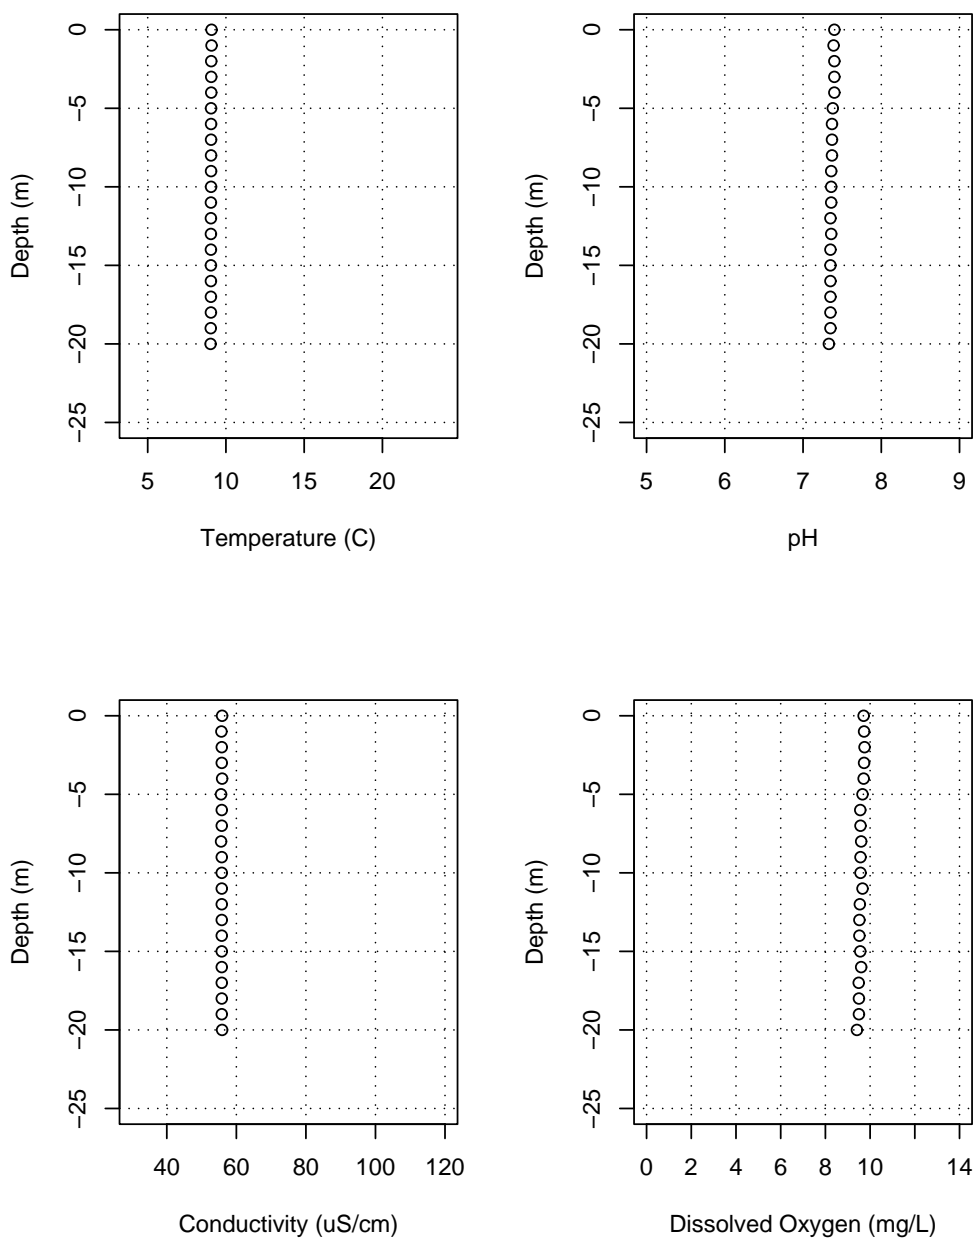 0
−5
−10
−15
−20
−25
Depth (m)
5 10 15 20
Temperature (C)
0
−5
−10
−15
−20
−25
Depth (m)
5 6 7 8 9
pH
0
−5
−10
−15
−20
−25
Depth (m)
40 60 80 100 120
Conductivity (uS/cm)
0
−5
−10
−15
−20
−25
Depth (m)
0 2 4 6 8 10 14
Dissolved Oxygen (mg/L)